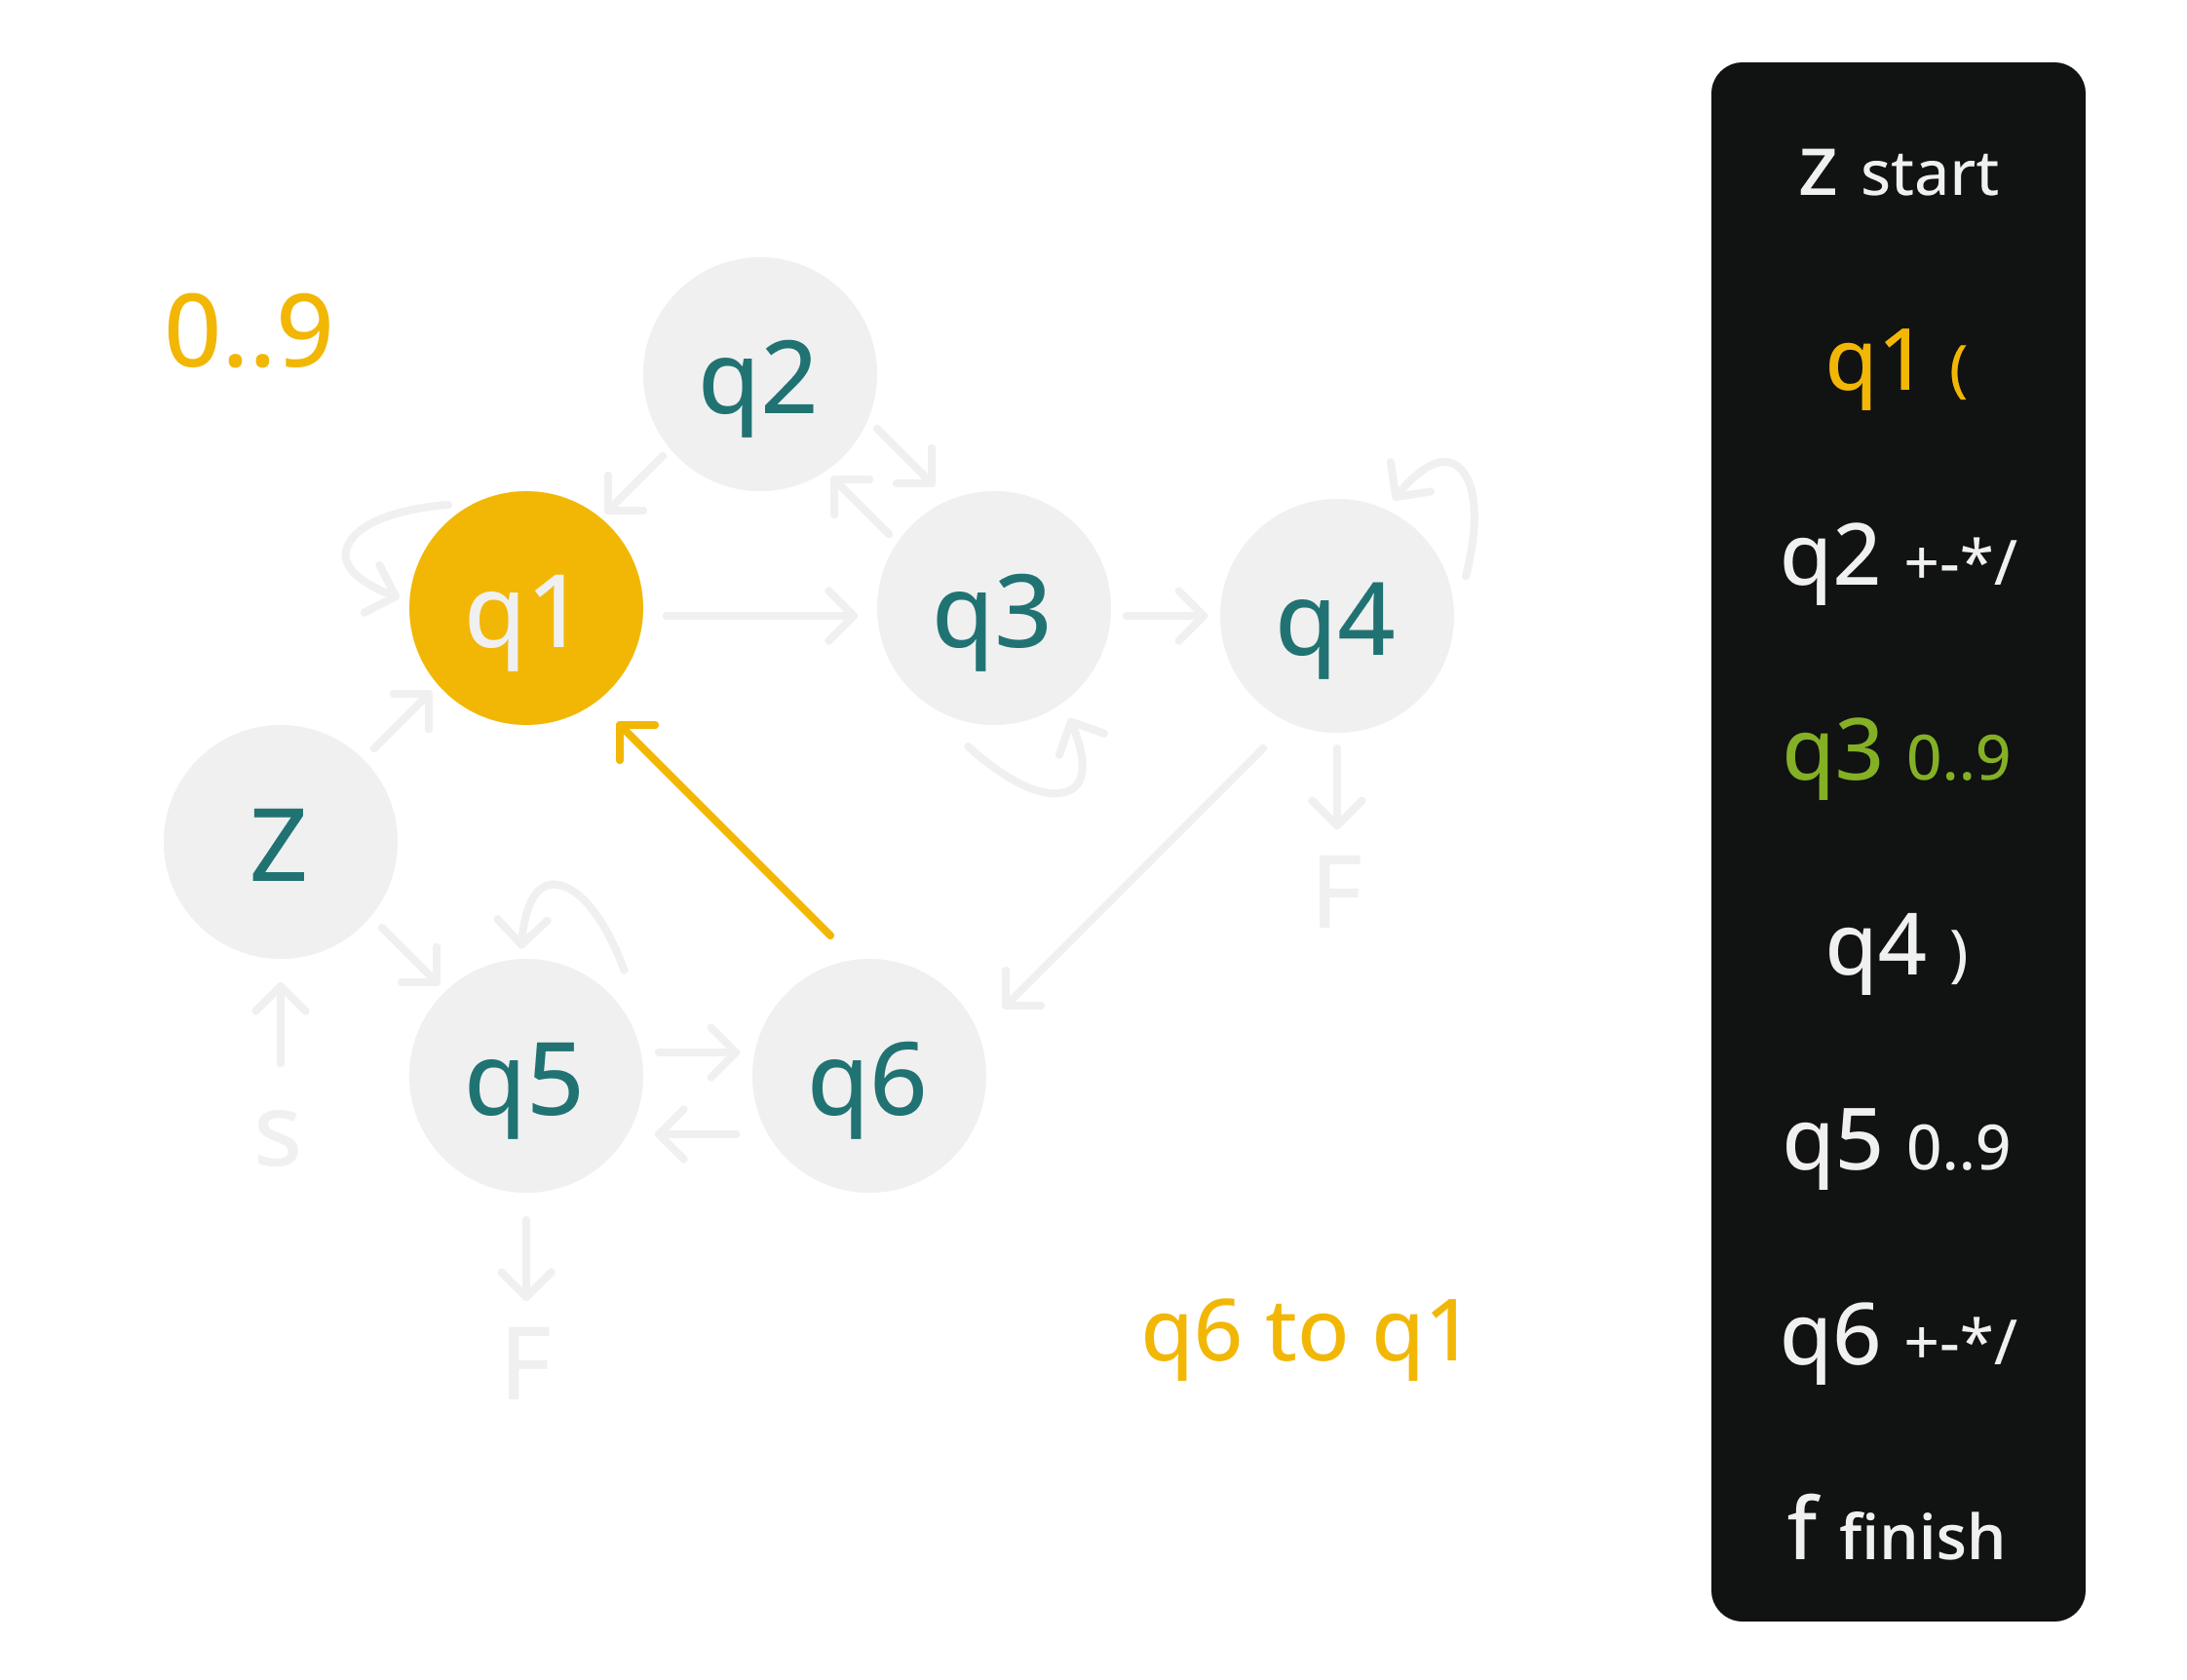 0..9
q2
q1
q3
q4
Z
F
q5
q6
s
F
q6 to q1
Z start
q1 (
q2 +-*/
q3 0..9
q4 )
q5 0..9
q6 +-*/
f finish